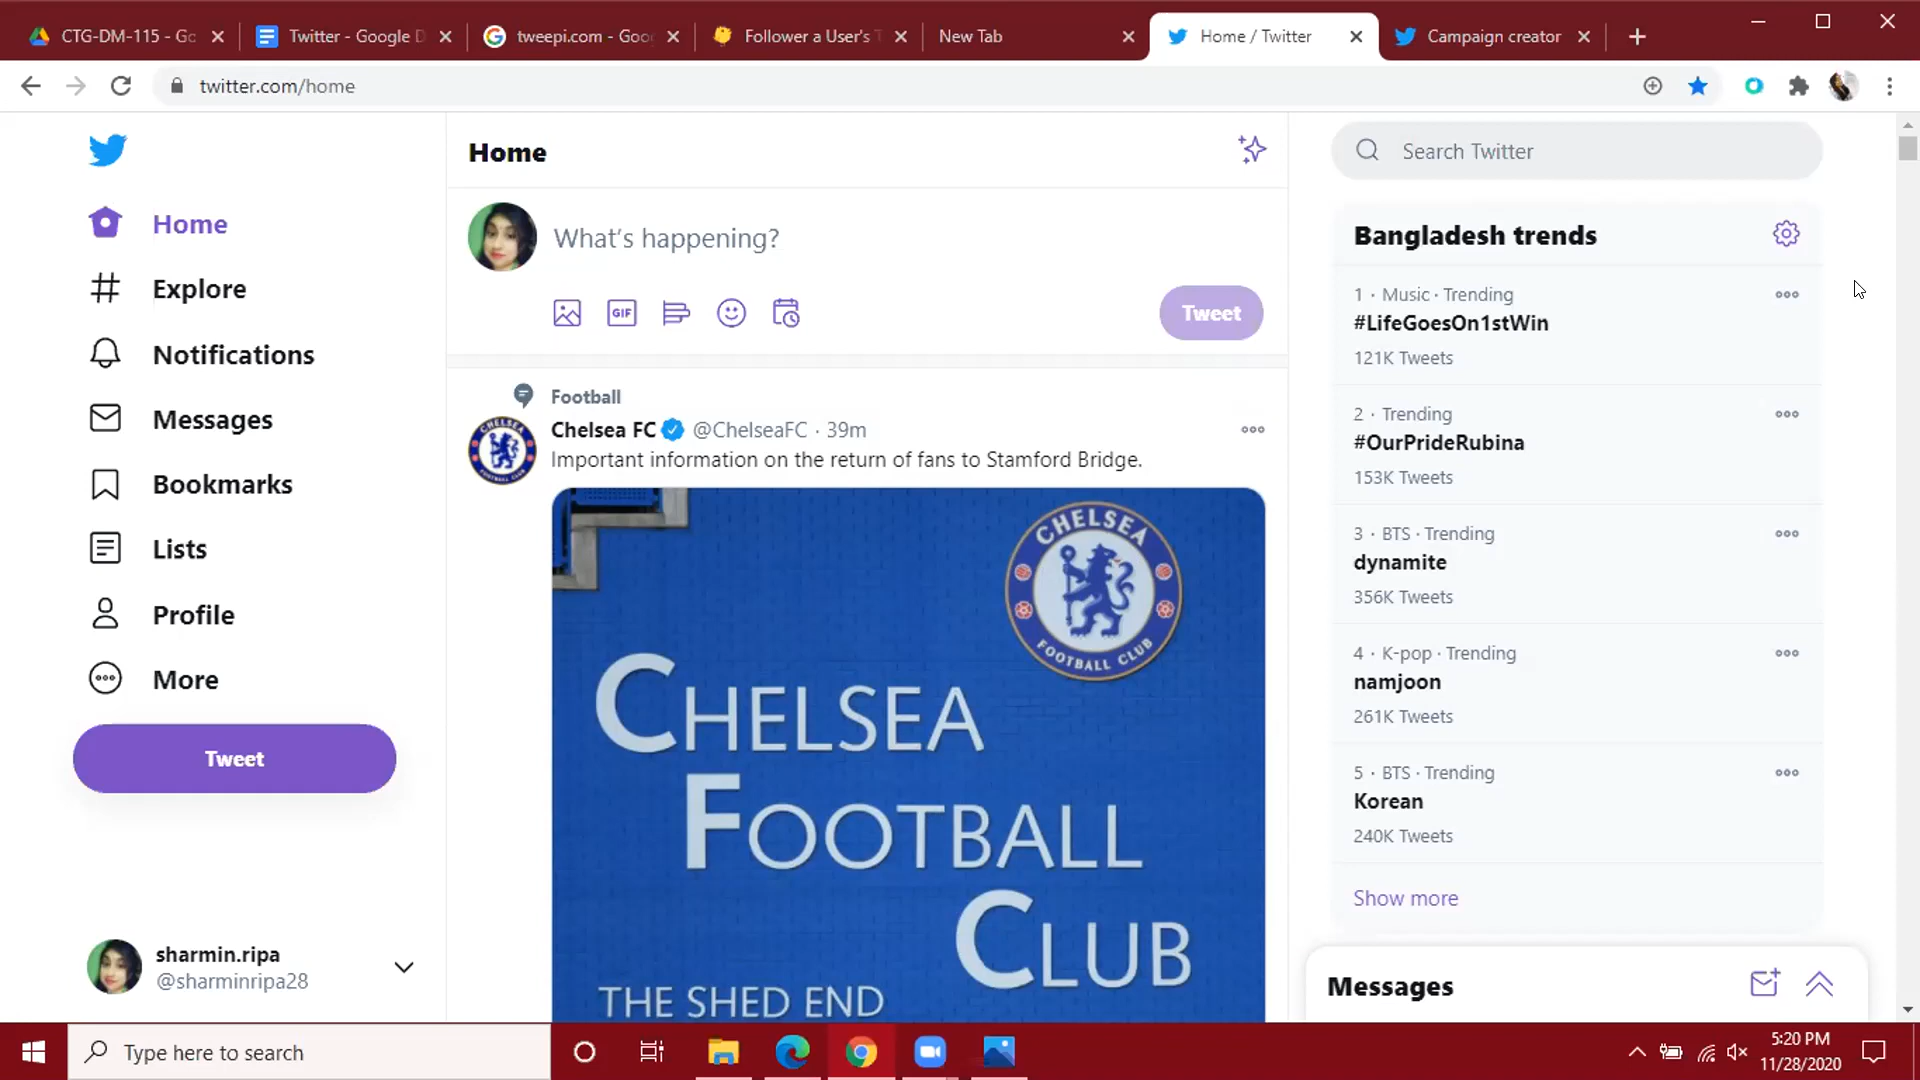 CTG-DM-115 - Gc
Twitter - Google D
tweepi.com - Goo
Follower a User's T
New Tab
Home / Twitter
Campaign creator
twitter.com/home
Home
Search Twitter
Home
Explore
Notifications
Messages
Bookmarks
Lists
Profile
More
Tweet
sharmin.ripa
@sharminripa28
What's happening?
GIF
Tweet
Football
Chelsea FC @ChelseaFC · 39m
Important information on the return of fans to Stamford Bridge.
CHELSEA
FOOTBALL CLUB
CHELSEA
FOOTBALL
CLUB
THE SHED END
Bangladesh trends
1 · Music · Trending
#LifeGoesOn1stWin
121K Tweets
2 · Trending
#OurPrideRubina
153K Tweets
3 · BTS · Trending
dynamite
356K Tweets
4 · K-pop · Trending
namjoon
261K Tweets
5 · BTS · Trending
Korean
240K Tweets
Show more
Messages
Type here to search
5:20 PM
11/28/2020